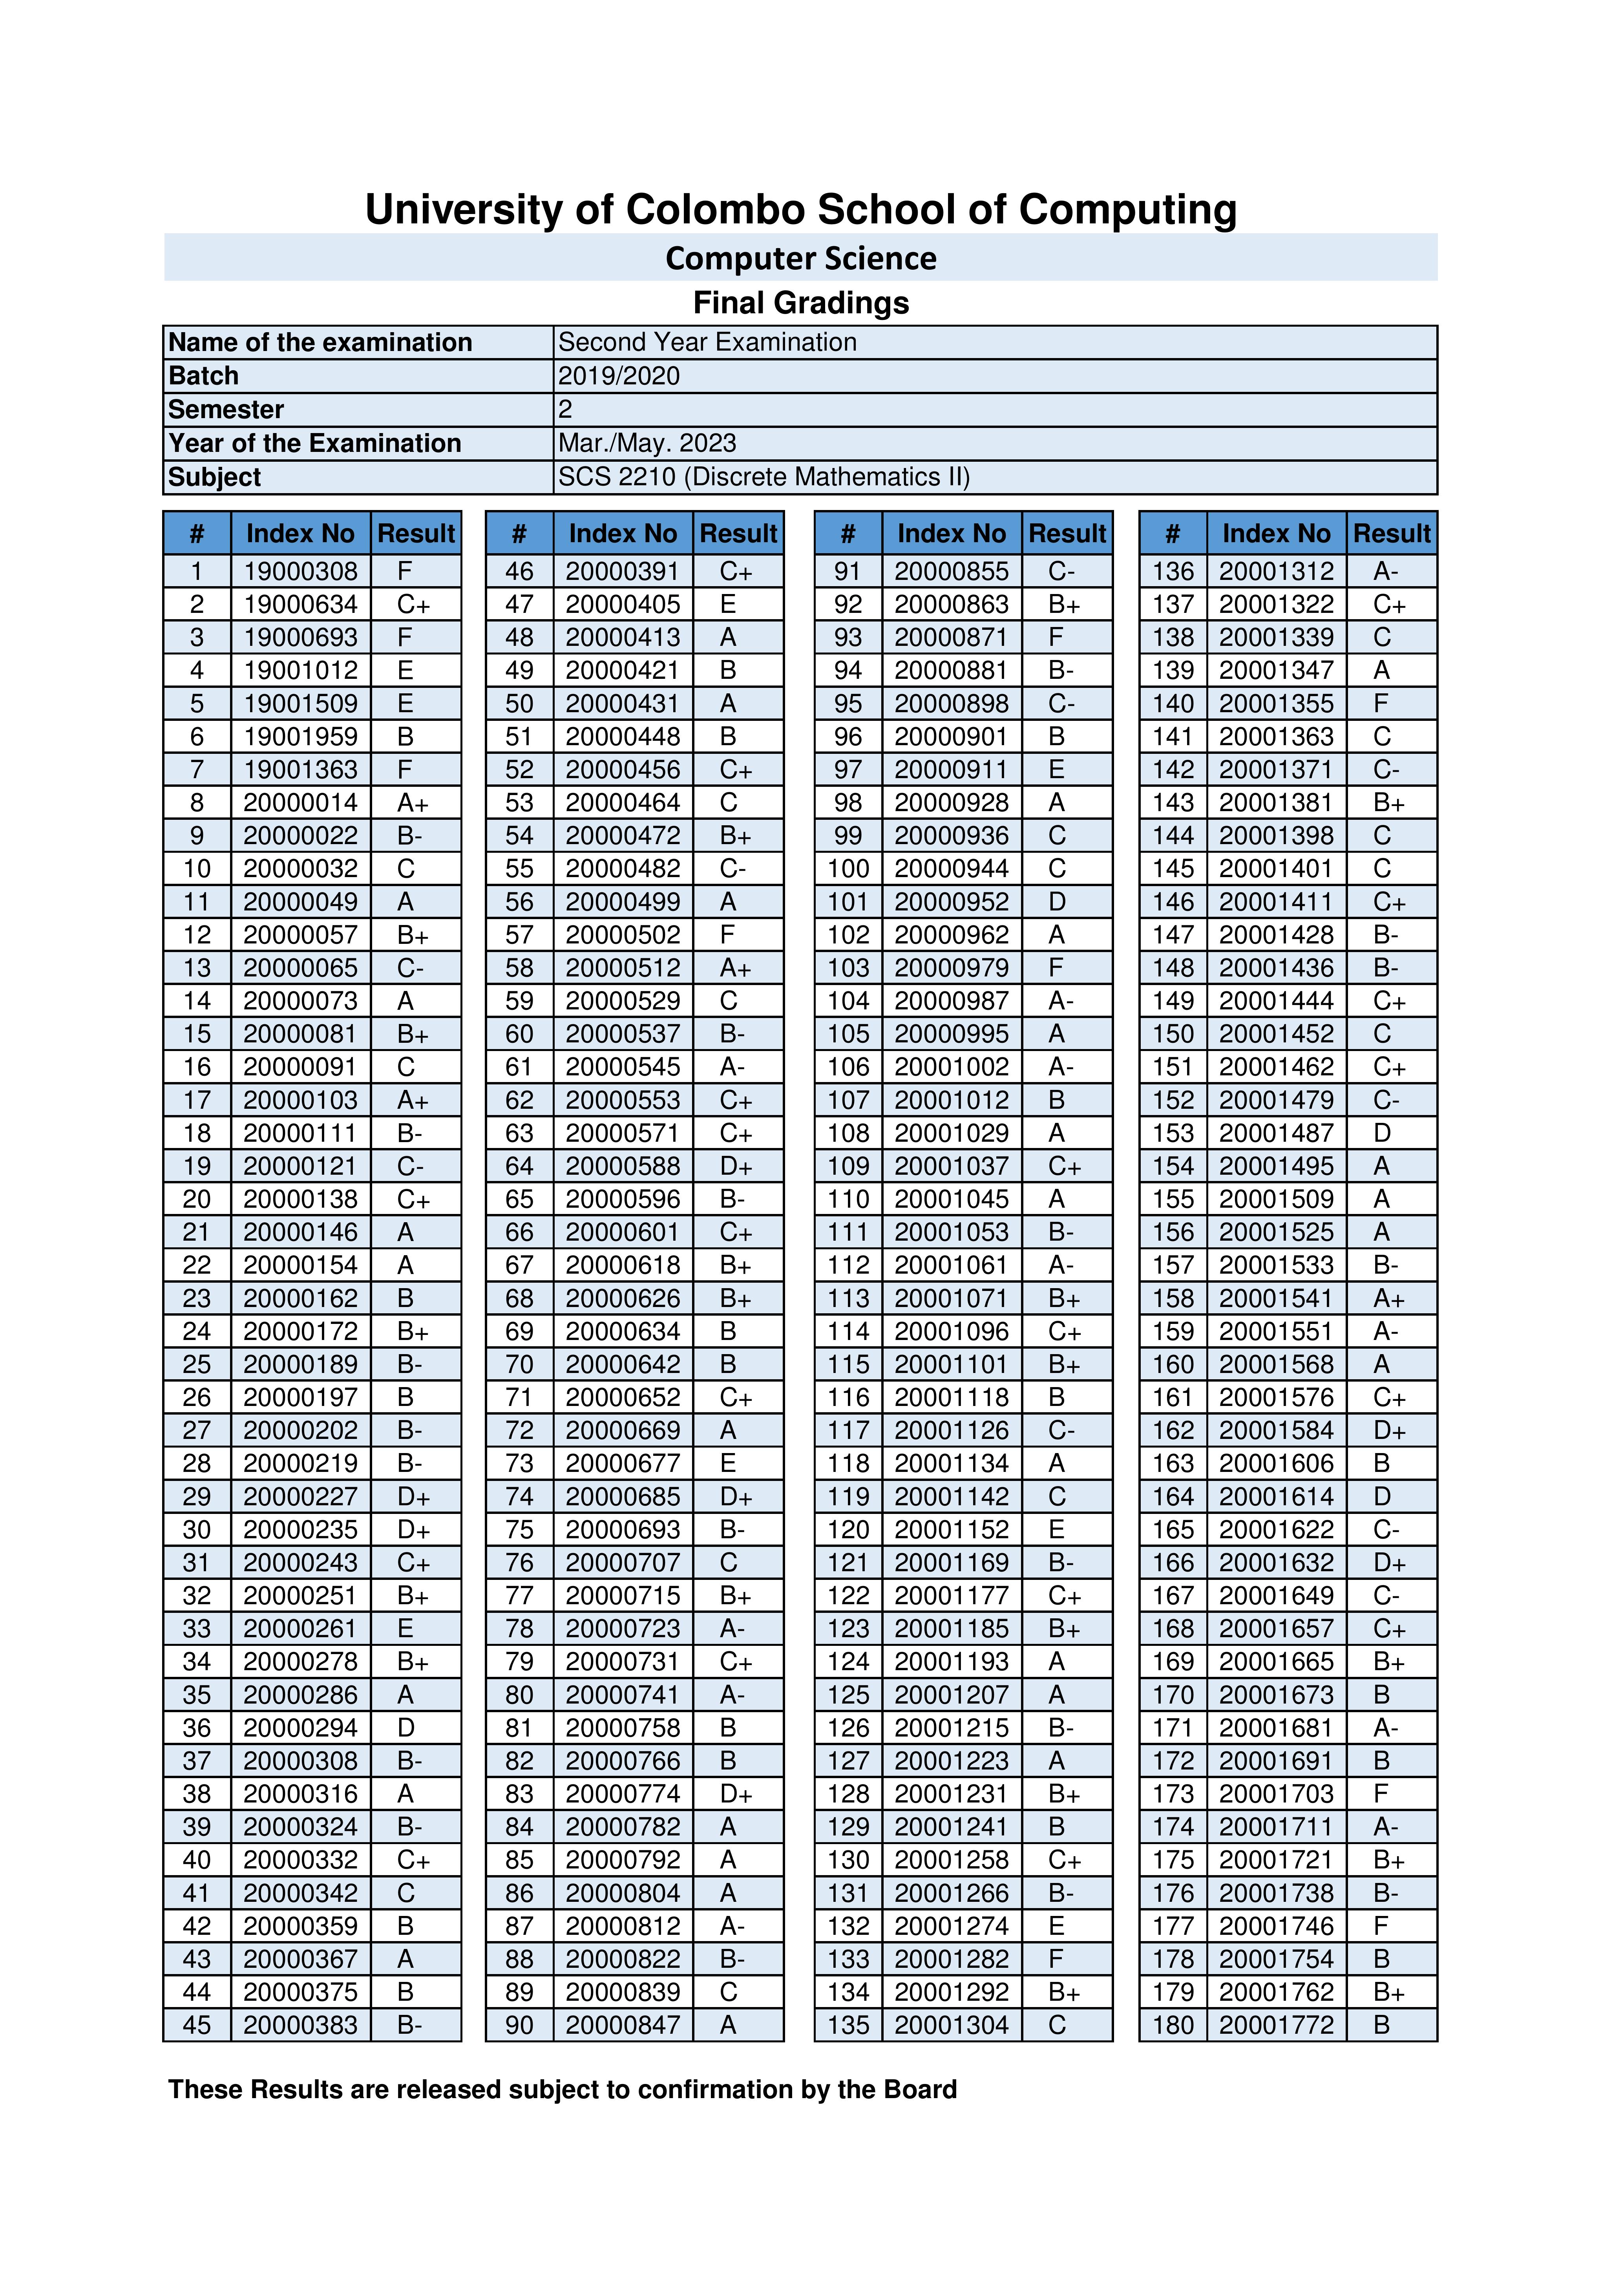 University of Colombo School of Computing
Computer Science
Final Gradings
Name of the examination Second Year Examination
Batch 2019/2020
Semester 2
Year of the Examination Mar./May. 2023
Subject SCS 2210 (Discrete Mathematics II)
# Index No Result # Index No Result # Index No Result # Index No Result
1 19000308 F 46 20000391 C+ 91 20000855 C- 136 20001312 A-
2 19000634 C+ 47 20000405 E 92 20000863 B+ 137 20001322 C+
3 19000693 F 48 20000413 A 93 20000871 F 138 20001339 C
4 19001012 E 49 20000421 B 94 20000881 B- 139 20001347 A
5 19001509 E 50 20000431 A 95 20000898 C- 140 20001355 F
6 19001959 B 51 20000448 B 96 20000901 B 141 20001363 C
7 19001363 F 52 20000456 C+ 97 20000911 E 142 20001371 C-
8 20000014 A+ 53 20000464 C 98 20000928 A 143 20001381 B+
9 20000022 B- 54 20000472 B+ 99 20000936 C 144 20001398 C
10 20000032 C 55 20000482 C- 100 20000944 C 145 20001401 C
11 20000049 A 56 20000499 A 101 20000952 D 146 20001411 C+
12 20000057 B+ 57 20000502 F 102 20000962 A 147 20001428 B-
13 20000065 C- 58 20000512 A+ 103 20000979 F 148 20001436 B-
14 20000073 A 59 20000529 C 104 20000987 A- 149 20001444 C+
15 20000081 B+ 60 20000537 B- 105 20000995 A 150 20001452 C
16 20000091 C 61 20000545 A- 106 20001002 A- 151 20001462 C+
17 20000103 A+ 62 20000553 C+ 107 20001012 B 152 20001479 C-
18 20000111 B- 63 20000571 C+ 108 20001029 A 153 20001487 D
19 20000121 C- 64 20000588 D+ 109 20001037 C+ 154 20001495 A
20 20000138 C+ 65 20000596 B- 110 20001045 A 155 20001509 A
21 20000146 A 66 20000601 C+ 111 20001053 B- 156 20001525 A
22 20000154 A 67 20000618 B+ 112 20001061 A- 157 20001533 B-
23 20000162 B 68 20000626 B+ 113 20001071 B+ 158 20001541 A+
24 20000172 B+ 69 20000634 B 114 20001096 C+ 159 20001551 A-
25 20000189 B- 70 20000642 B 115 20001101 B+ 160 20001568 A
26 20000197 B 71 20000652 C+ 116 20001118 B 161 20001576 C+
27 20000202 B- 72 20000669 A 117 20001126 C- 162 20001584 D+
28 20000219 B- 73 20000677 E 118 20001134 A 163 20001606 B
29 20000227 D+ 74 20000685 D+ 119 20001142 C 164 20001614 D
30 20000235 D+ 75 20000693 B- 120 20001152 E 165 20001622 C-
31 20000243 C+ 76 20000707 C 121 20001169 B- 166 20001632 D+
32 20000251 B+ 77 20000715 B+ 122 20001177 C+ 167 20001649 C-
33 20000261 E 78 20000723 A- 123 20001185 B+ 168 20001657 C+
34 20000278 B+ 79 20000731 C+ 124 20001193 A 169 20001665 B+
35 20000286 A 80 20000741 A- 125 20001207 A 170 20001673 B
36 20000294 D 81 20000758 B 126 20001215 B- 171 20001681 A-
37 20000308 B- 82 20000766 B 127 20001223 A 172 20001691 B
38 20000316 A 83 20000774 D+ 128 20001231 B+ 173 20001703 F
39 20000324 B- 84 20000782 A 129 20001241 B 174 20001711 A-
40 20000332 C+ 85 20000792 A 130 20001258 C+ 175 20001721 B+
41 20000342 C 86 20000804 A 131 20001266 B- 176 20001738 B-
42 20000359 B 87 20000812 A- 132 20001274 E 177 20001746 F
43 20000367 A 88 20000822 B- 133 20001282 F 178 20001754 B
44 20000375 B 89 20000839 C 134 20001292 B+ 179 20001762 B+
45 20000383 B- 90 20000847 A 135 20001304 C 180 20001772 B
These Results are released subject to confirmation by the Board